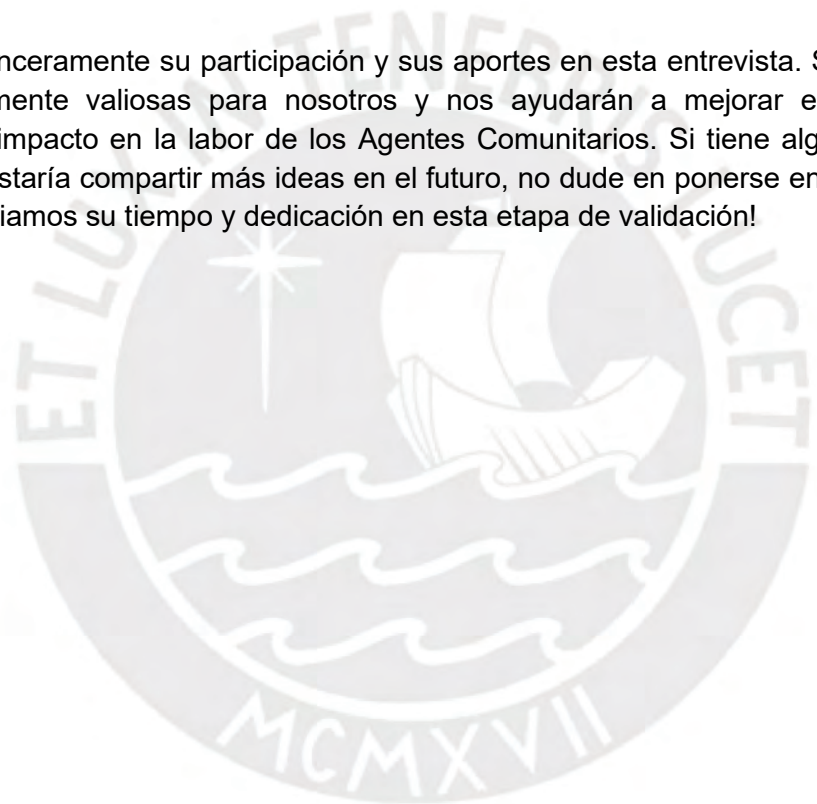 nceramente su participación y sus aportes en esta entrevista. S
mente valiosas para nosotros y nos ayudarán a mejorar e
impacto en la labor de los Agentes Comunitarios. Si tiene alg
staría compartir más ideas en el futuro, no dude en ponerse en
iamos su tiempo y dedicación en esta etapa de validación!
ET LUX IN TENEBRIS LUCET
MCMXVII